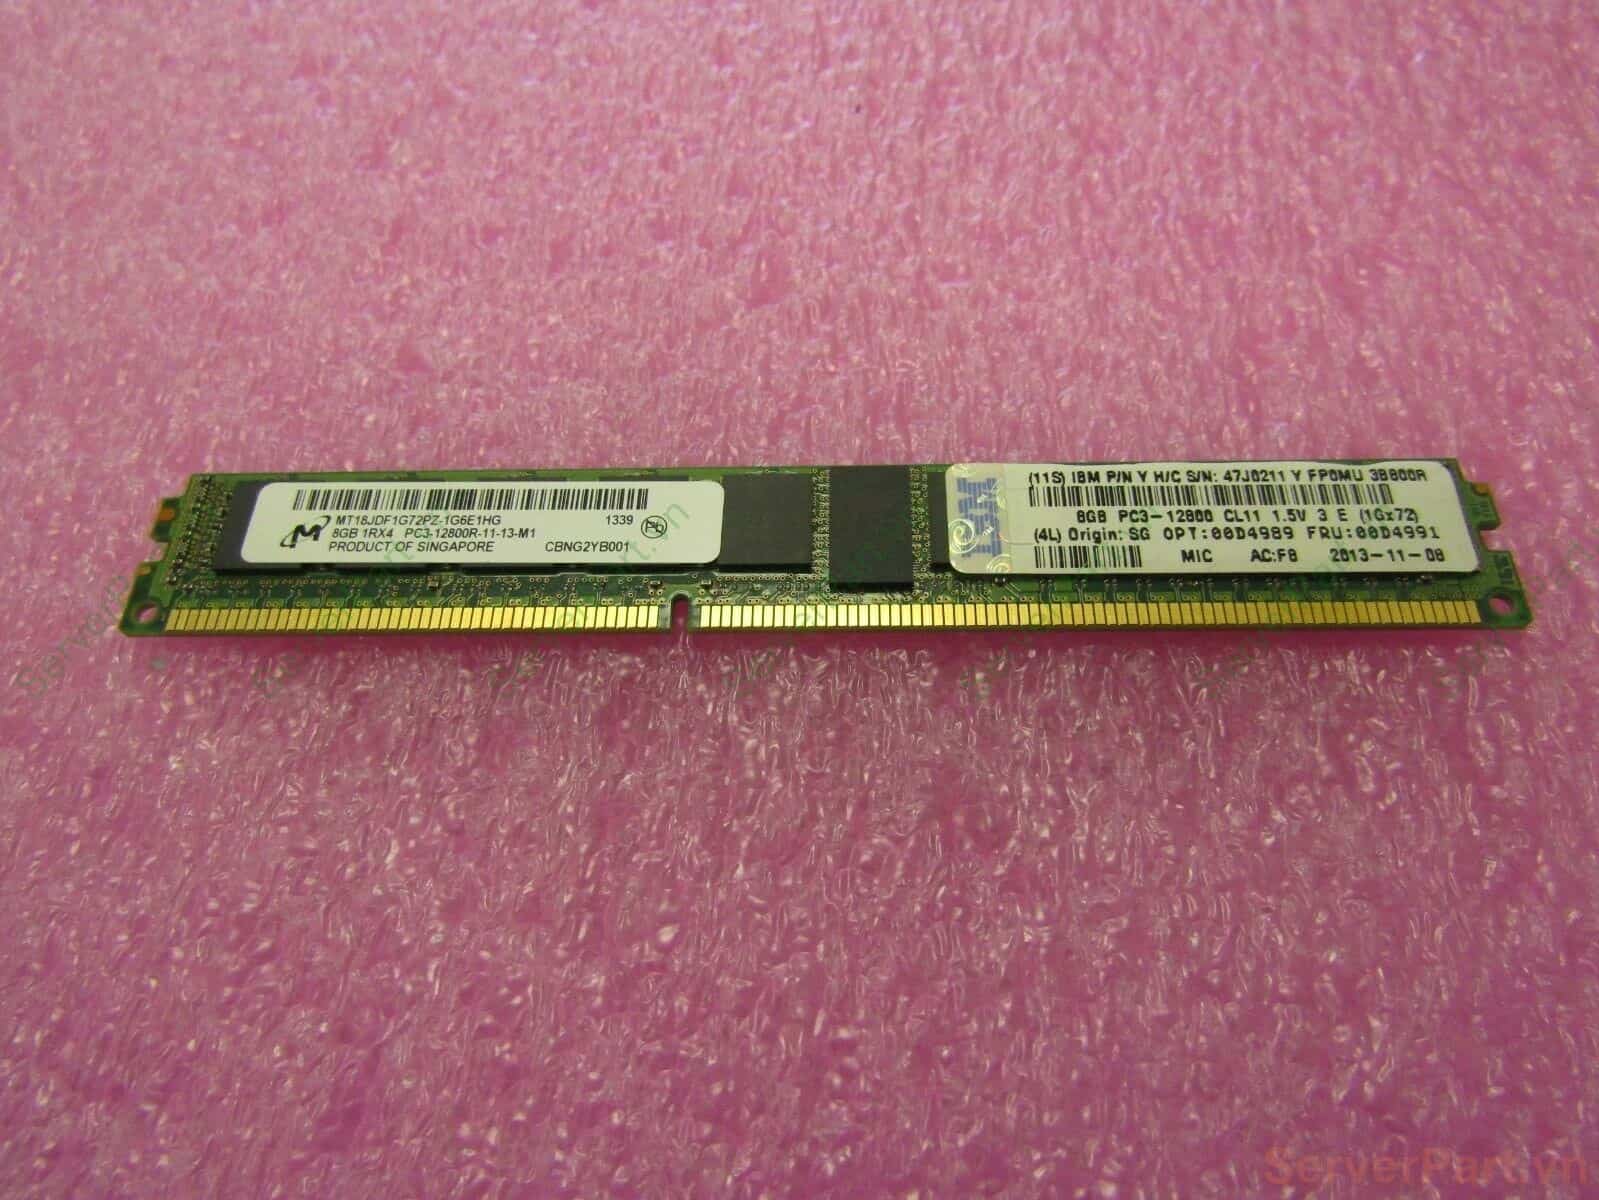 MT18JDF1G72PZ-1G6E1HG 1339
8GB 1RX4 PC3-12800R-11-13-M1
PRODUCT OF SINGAPORE CBNG2YB001
IBM
(11S) IBM P/N Y H/C S/N: 47J0211 Y FP0MU 3B800R
8GB PC3-12800 CL11 1.5V 3 E (1Gx72)
(4L) Origin: SG OPT:00D4989 FRU:00D4991
MIC AC:F8 2013-11-08
ServerPart.vn